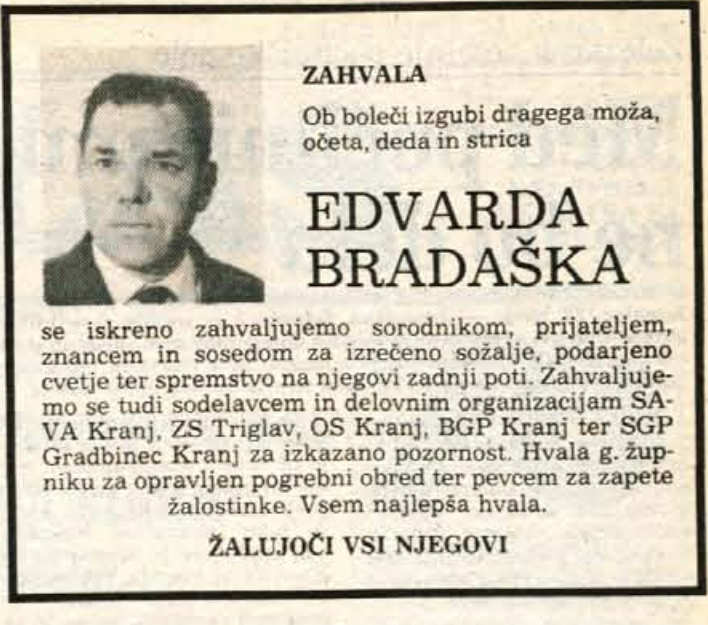 ZAHVALA
Ob boleči izgubi dragega moža,
očeta, deda in strica
EDVARDA
BRADAŠKA
se iskreno zahvaljujemo sorodnikom, prijateljem,
znancem in sosedom za izrečeno sožalje, podarjeno
cvetje ter spremstvo na njegovi zadnji poti. Zahvaljuje-
mo se tudi sodelavcem in delovnim organizacijam SA-
VA Kranj, ZS Triglav, OS Kranj, BGP Kranj ter SGP
Gradbinec Kranj za izkazano pozornost. Hvala g. žup-
niku za opravljen pogrebni obred ter pevcem za zapete
žalostinke. Vsem najlepša hvala.
ŽALUJOČI VSI NJEGOVI